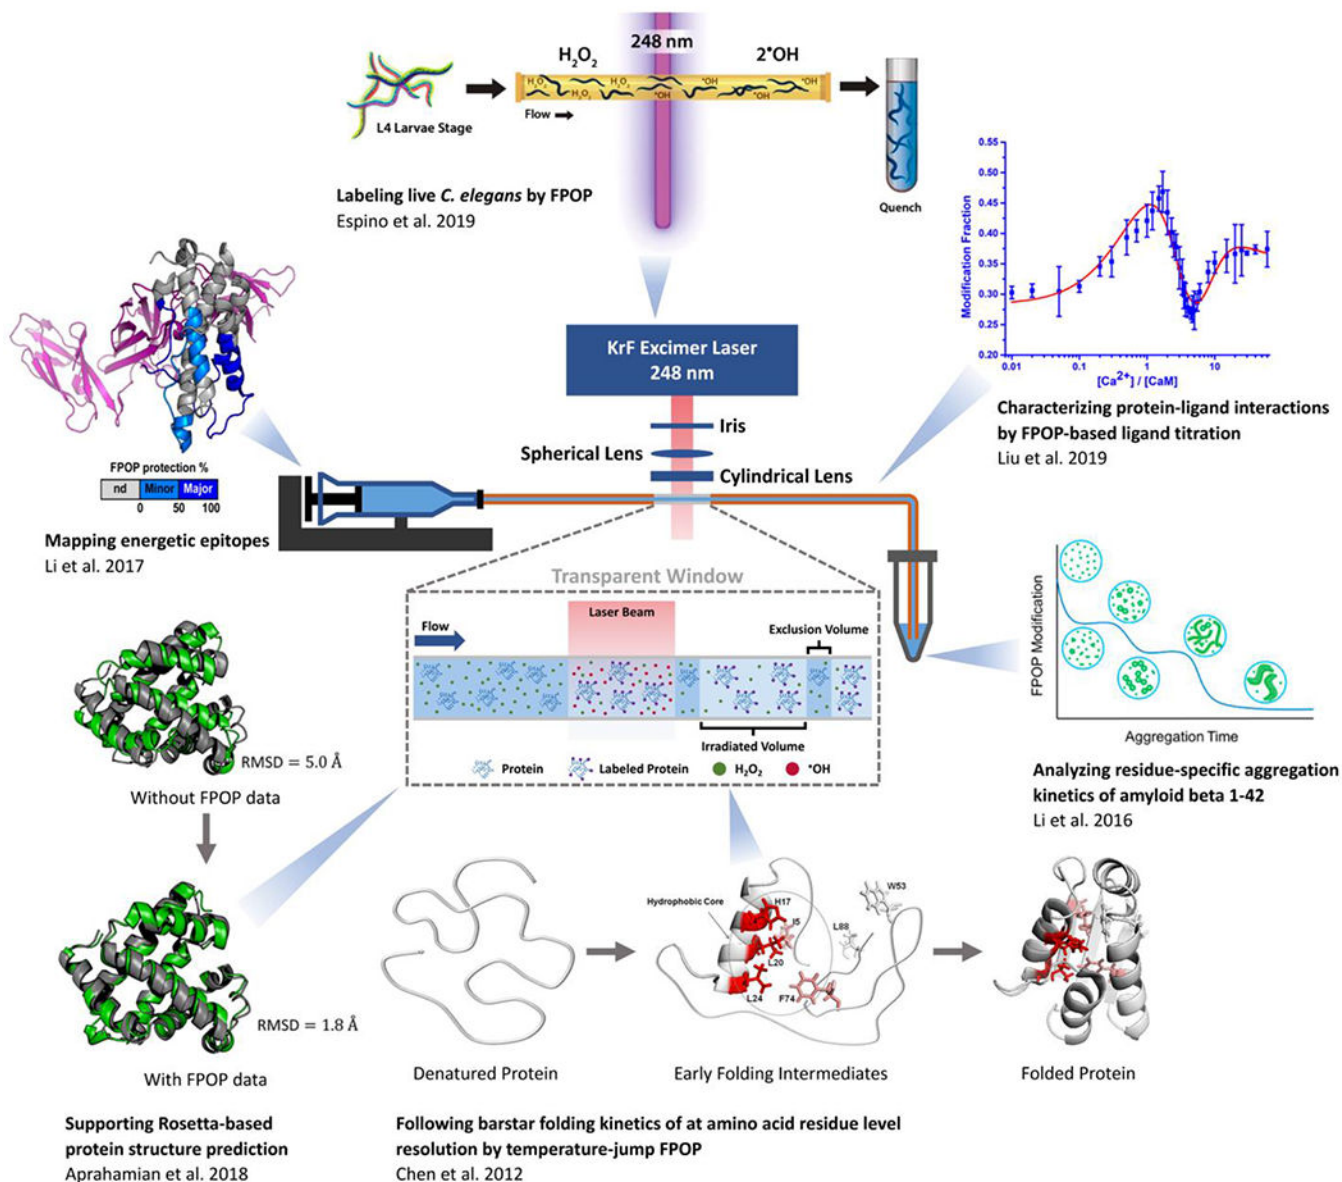 248 nm
H₂O₂
2•OH
H₂O₂
H₂O₂
H₂O₂
H₂O₂
•OH
•OH
•OH
•OH
Flow
L4 Larvae Stage
Quench
Labeling live C. elegans by FPOP
Espino et al. 2019
0.55
0.50
0.45
0.40
0.35
0.30
0.25
0.20
Modification Fraction
0.01
0.1
1
10
[Ca²⁺] / [CaM]
Characterizing protein-ligand interactions
by FPOP-based ligand titration
Liu et al. 2019
KrF Excimer Laser
248 nm
Iris
Spherical Lens
Cylindrical Lens
FPOP protection %
nd Minor Major
0 50 100
Mapping energetic epitopes
Li et al. 2017
Transparent Window
Laser Beam
Flow
Exclusion Volume
Irradiated Volume
Protein
Labeled Protein
H₂O₂
•OH
FPOP Modification
Aggregation Time
Analyzing residue-specific aggregation
kinetics of amyloid beta 1-42
Li et al. 2016
RMSD = 5.0 Å
Without FPOP data
RMSD = 1.8 Å
With FPOP data
Supporting Rosetta-based
protein structure prediction
Aprahamian et al. 2018
Hydrophobic Core
H17
I5
L20
L24
F74
L88
W53
Denatured Protein
Early Folding Intermediates
Folded Protein
Following barstar folding kinetics of at amino acid residue level
resolution by temperature-jump FPOP
Chen et al. 2012